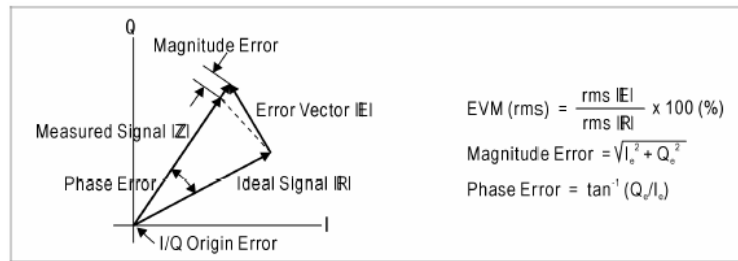 Q
Magnitude Error
Error Vector |E|
Measured Signal |Z|
Phase Error
Ideal Signal |R|
I
I/Q Origin Error
EVM (rms) = rms |E| / rms |R| x 100 (%)
Magnitude Error = √Ie² + Qe²
Phase Error = tan⁻¹ (Qe/Ie)